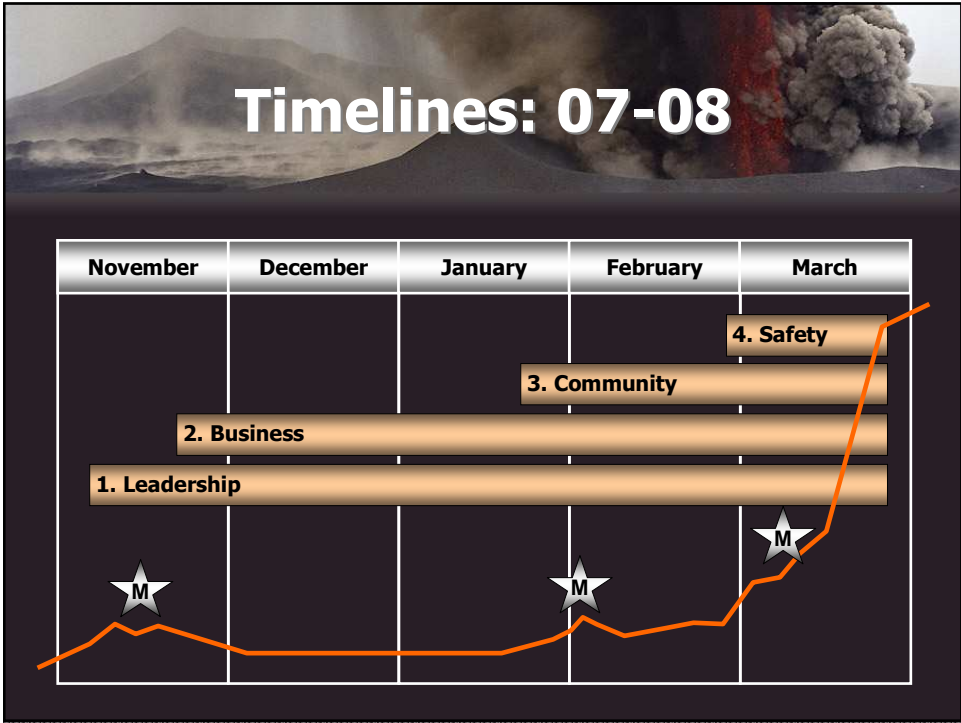 Timelines: 07-08
November December January February March
4. Safety
3. Community
2. Business
1. Leadership
M
M
M